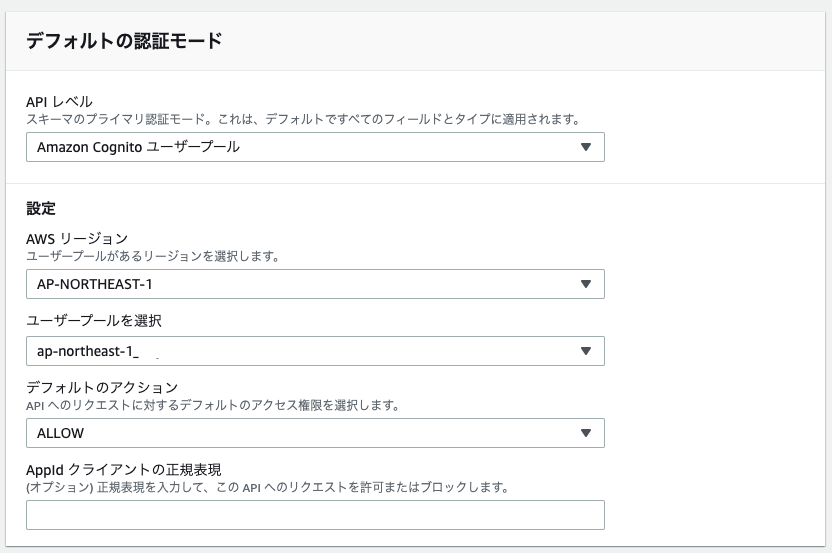 デフォルトの認証モード
API レベル
スキーマのプライマリ認証モード。これは、デフォルトですべてのフィールドとタイプに適用されます。
Amazon Cognito ユーザープール
設定
AWS リージョン
ユーザープールがあるリージョンを選択します。
AP-NORTHEAST-1
ユーザープールを選択
ap-northeast-1_
デフォルトのアクション
API へのリクエストに対するデフォルトのアクセス権限を選択します。
ALLOW
AppId クライアントの正規表現
(オプション) 正規表現を入力して、この API へのリクエストを許可またはブロックします。